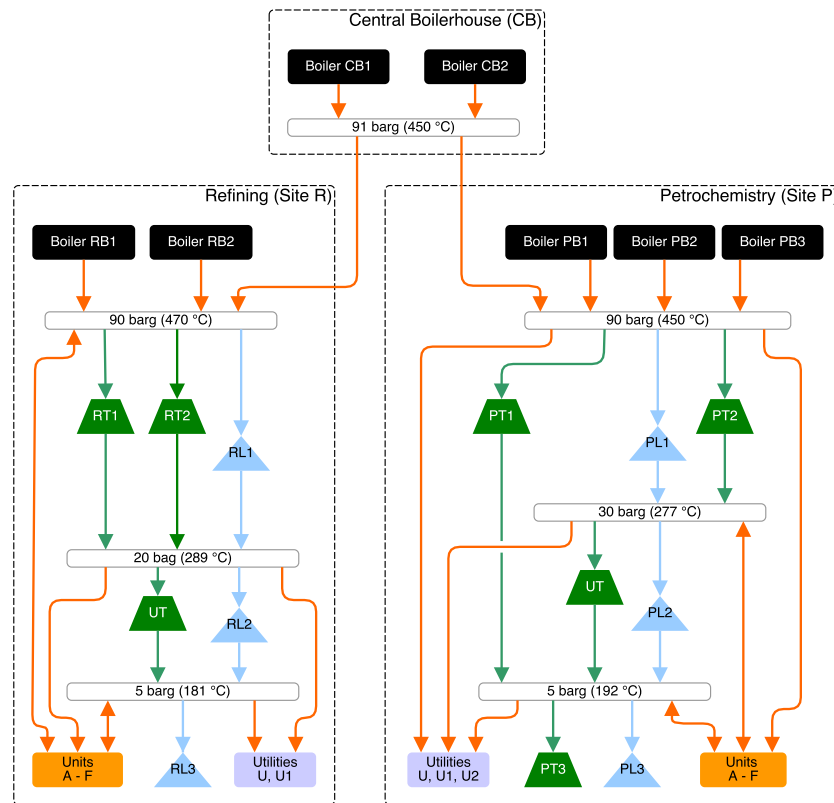 Central Boilerhouse (CB)
Boiler CB1
Boiler CB2
91 barg (450 °C)
Refining (Site R)
Boiler RB1
Boiler RB2
90 barg (470 °C)
RT1
RT2
RL1
20 bag (289 °C)
UT
RL2
5 barg (181 °C)
Units
A - F
RL3
Utilities
U, U1
Petrochemistry (Site P)
Boiler PB1
Boiler PB2
Boiler PB3
90 barg (450 °C)
PT1
PL1
PT2
30 barg (277 °C)
UT
PL2
5 barg (192 °C)
Utilities
U, U1, U2
PT3
PL3
Units
A - F